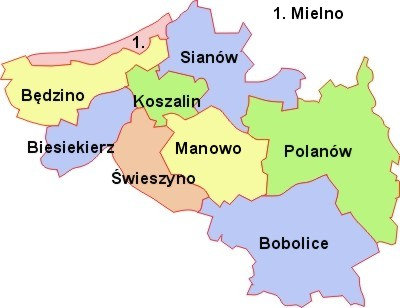 1. Mielno
1.
Sianów
Będzino
Koszalin
Biesiekierz
Manowo
Polanów
Świeszyno
Bobolice